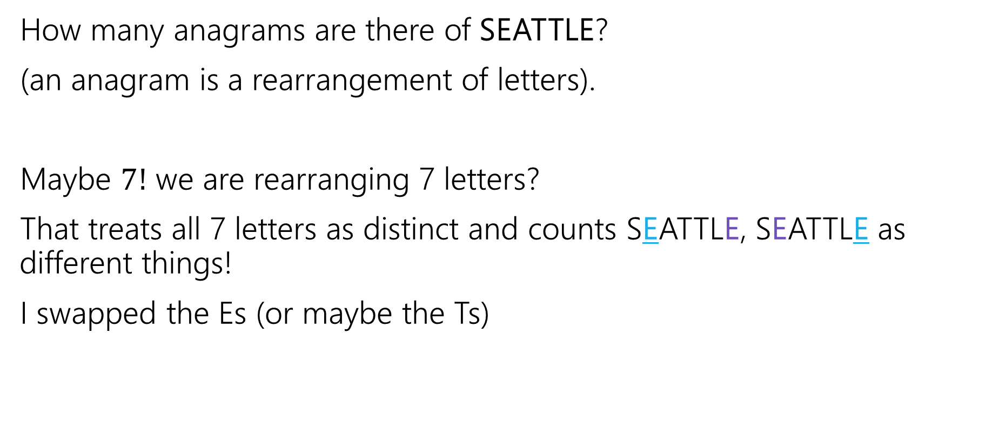 How many anagrams are there of SEATTLE?
(an anagram is a rearrangement of letters).
Maybe 7! we are rearranging 7 letters?
That treats all 7 letters as distinct and counts SEATTLE, SEATTLE as
different things!
I swapped the Es (or maybe the Ts)